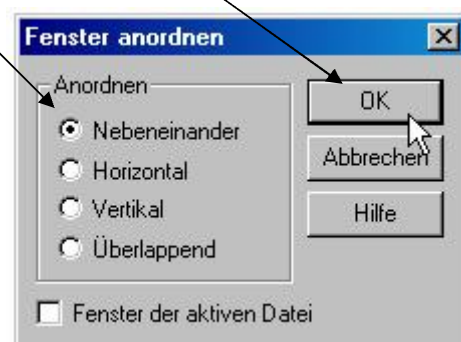 Fenster anordnen
Anordnen
Nebeneinander
Horizontal
Vertikal
Überlappend
OK
Abbrechen
Hilfe
Fenster der aktiven Datei